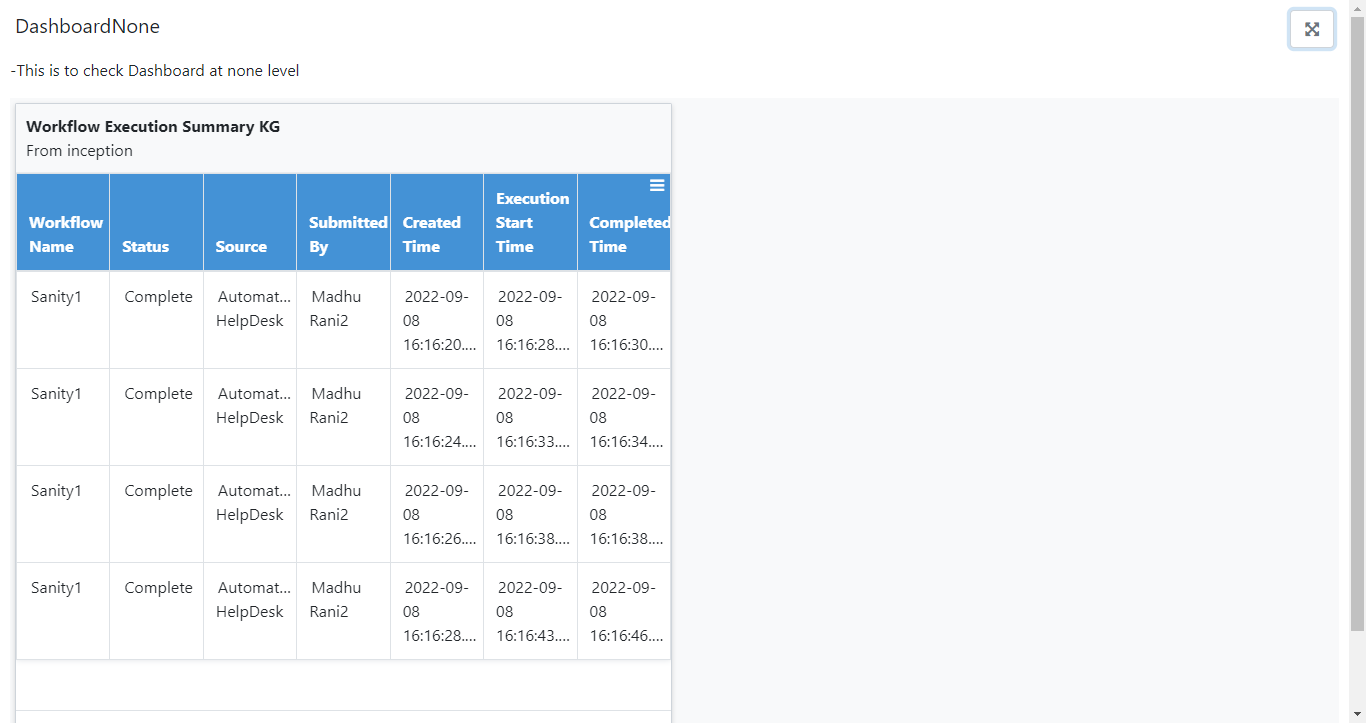 DashboardNone
-This is to check Dashboard at none level
Workflow Execution Summary KG
From inception
Workflow Name
Status
Source
Submitted By
Created Time
Execution Start Time
Completed Time
Sanity1
Complete
Automat... HelpDesk
Madhu Rani2
2022-09-08 16:16:20....
2022-09-08 16:16:28....
2022-09-08 16:16:30....
Sanity1
Complete
Automat... HelpDesk
Madhu Rani2
2022-09-08 16:16:24....
2022-09-08 16:16:33....
2022-09-08 16:16:34....
Sanity1
Complete
Automat... HelpDesk
Madhu Rani2
2022-09-08 16:16:26....
2022-09-08 16:16:38....
2022-09-08 16:16:38....
Sanity1
Complete
Automat... HelpDesk
Madhu Rani2
2022-09-08 16:16:28....
2022-09-08 16:16:43....
2022-09-08 16:16:46....